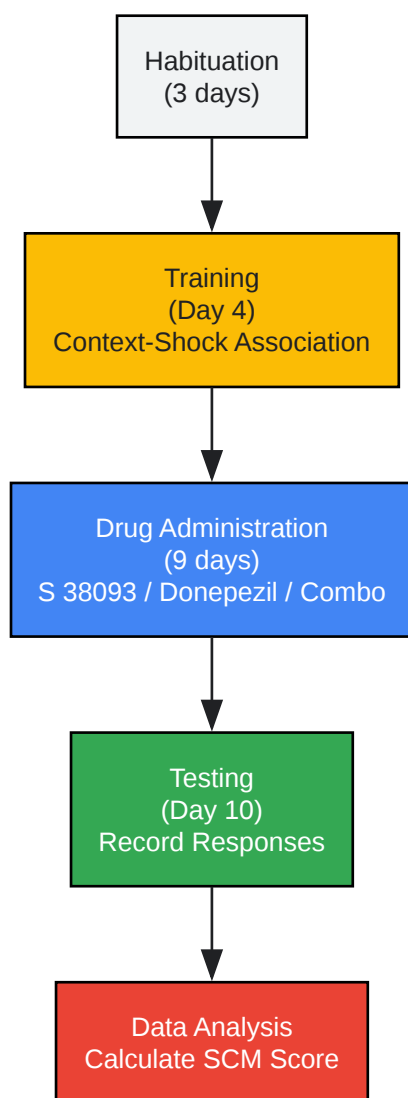 Habituation
(3 days)
Training
(Day 4)
Context-Shock Association
Drug Administration
(9 days)
S 38093 / Donepezil / Combo
Testing
(Day 10)
Record Responses
Data Analysis
Calculate SCM Score